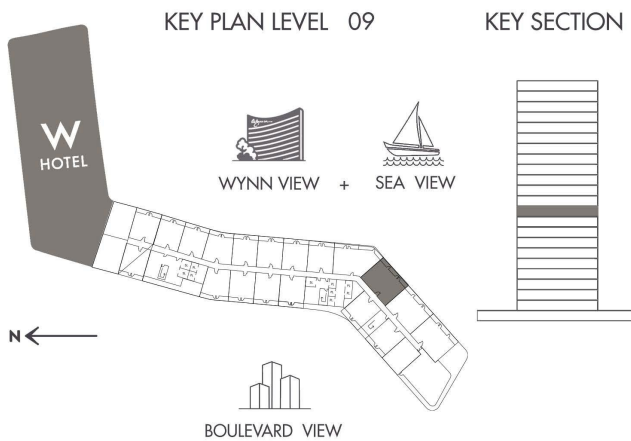 KEY PLAN LEVEL 09
KEY SECTION
W
HOTEL
WYNN VIEW + SEA VIEW
N
BOULEVARD VIEW